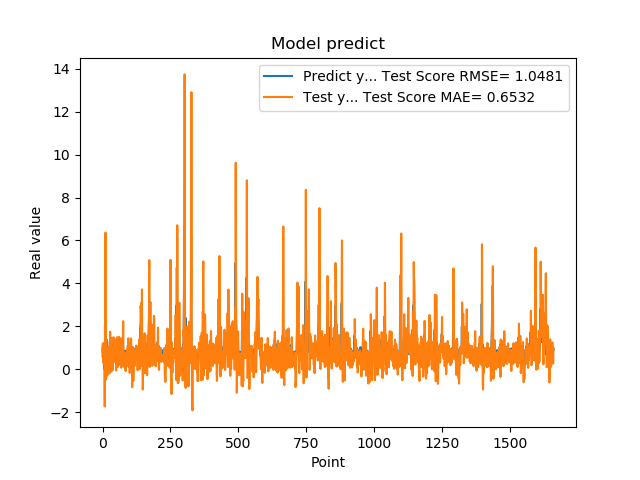 Model predict
Predict y... Test Score RMSE= 1.0481
Test y... Test Score MAE= 0.6532
14
12
10
8
6
4
2
0
−2
Real value
0 250 500 750 1000 1250 1500
Point